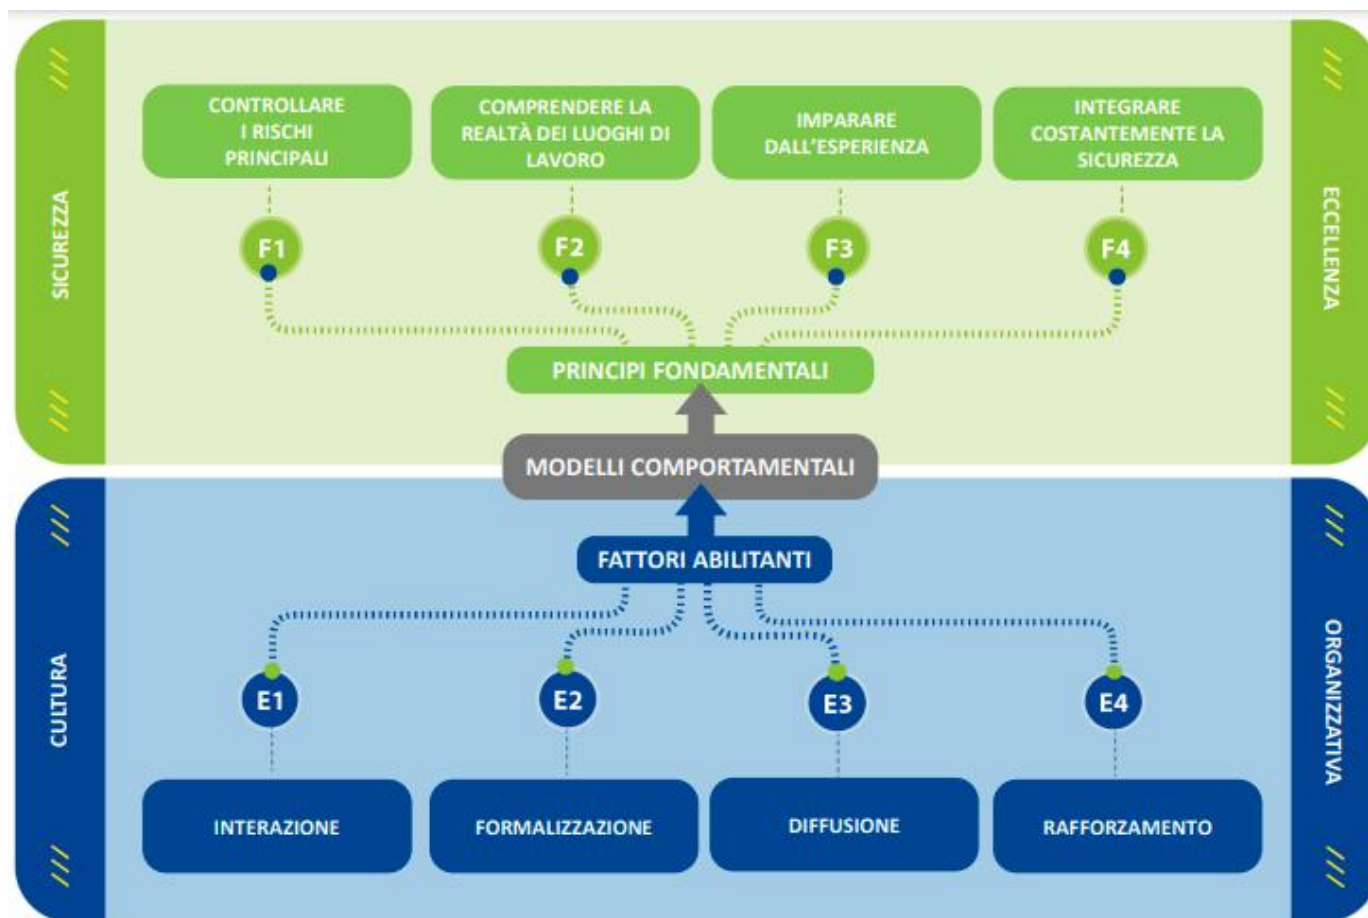 SICUREZZA
CONTROLLARE
I RISCHI
PRINCIPALI
COMPRENDERE LA
REALTÀ DEI LUOGHI DI
LAVORO
IMPARARE
DALL'ESPERIENZA
INTEGRARE
COSTANTEMENTE LA
SICUREZZA
ECCELLENZA
F1
F2
F3
F4
PRINCIPI FONDAMENTALI
MODELLI COMPORTAMENTALI
FATTORI ABILITANTI
CULTURA
E1
E2
E3
E4
INTERAZIONE
FORMALIZZAZIONE
DIFFUSIONE
RAFFORZAMENTO
ORGANIZZATIVA